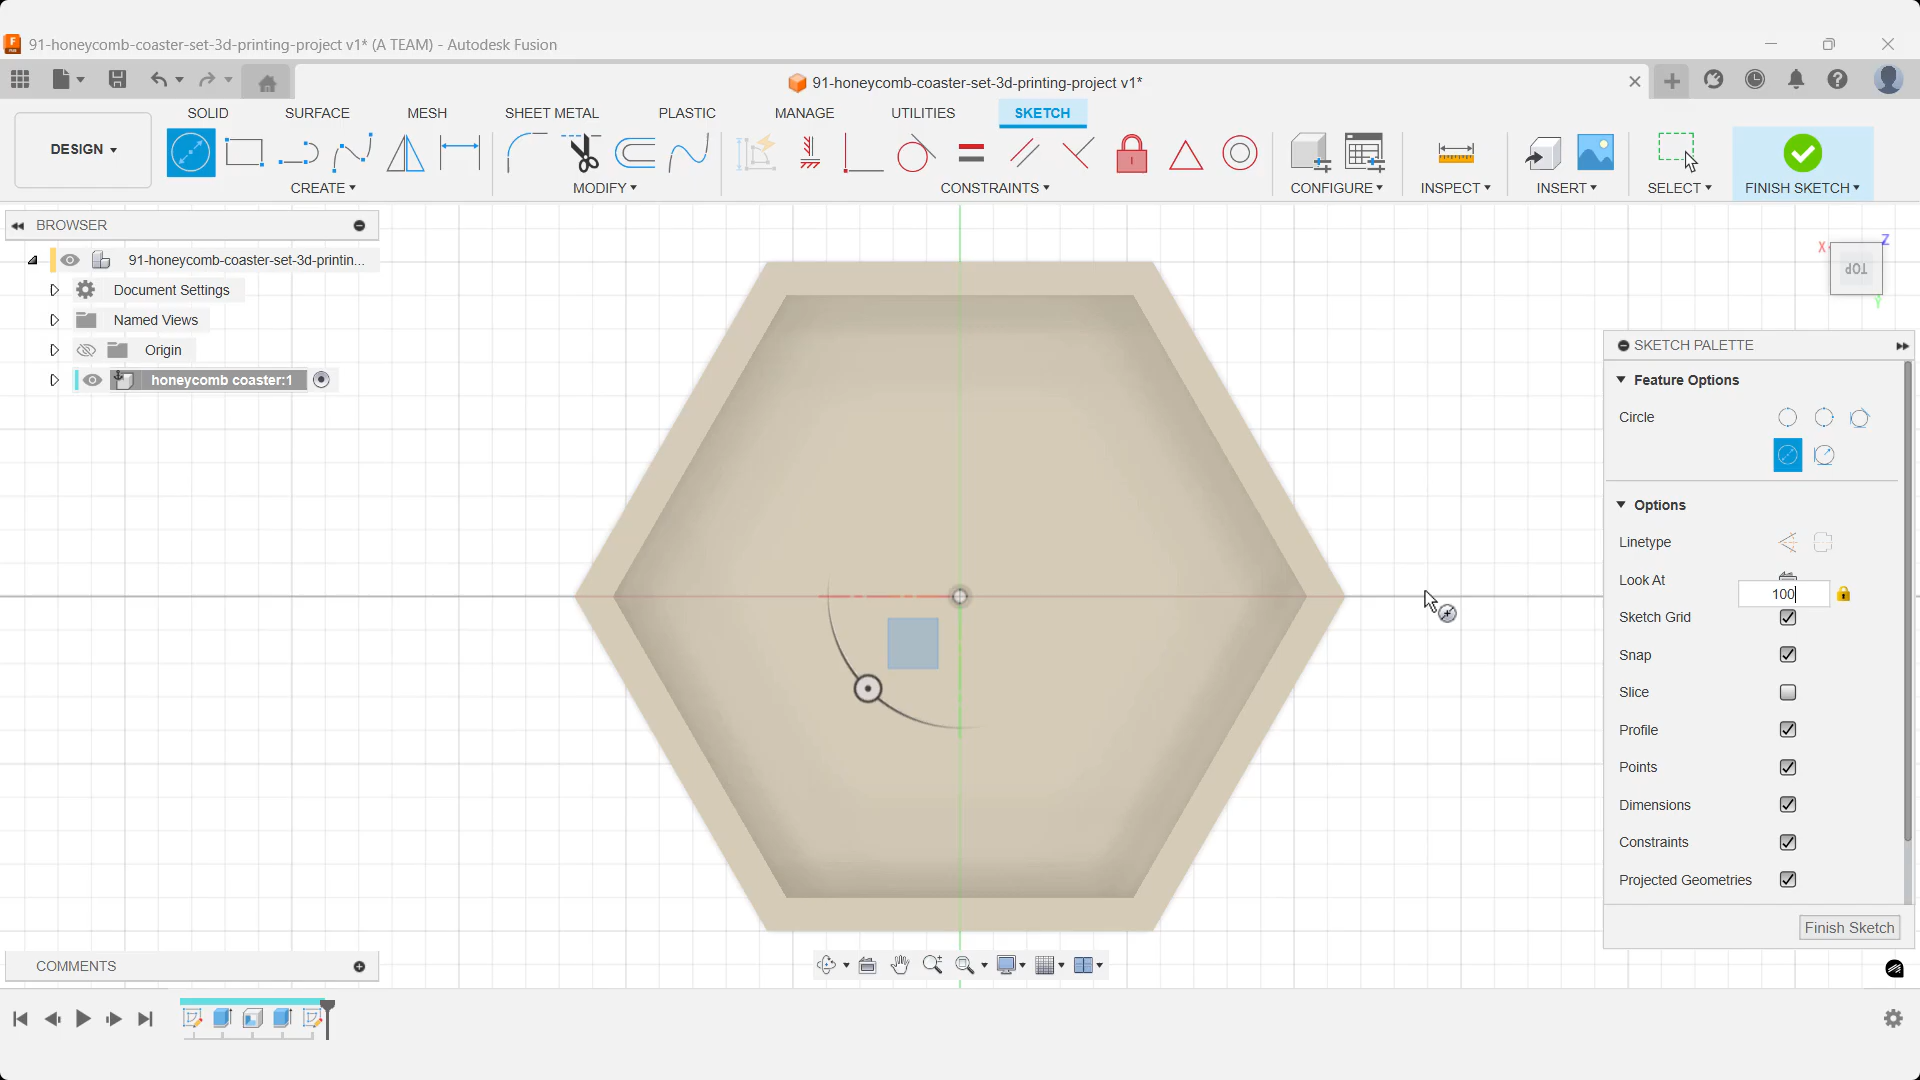 91-honeycomb-coaster-set-3d-printing-project v1* (A TEAM) - Autodesk Fusion
91-honeycomb-coaster-set-3d-printing-project v1*
SOLID SURFACE MESH SHEET METAL PLASTIC MANAGE UTILITIES SKETCH
DESIGN
CREATE MODIFY CONSTRAINTS CONFIGURE INSPECT INSERT SELECT FINISH SKETCH
BROWSER
91-honeycomb-coaster-set-3d-printin...
Document Settings
Named Views
Origin
honeycomb coaster:1
X
Z
TOP
Y
SKETCH PALETTE
Feature Options
Circle
Options
Linetype
Look At
100
Sketch Grid
Snap
Slice
Profile
Points
Dimensions
Constraints
Projected Geometries
Finish Sketch
COMMENTS